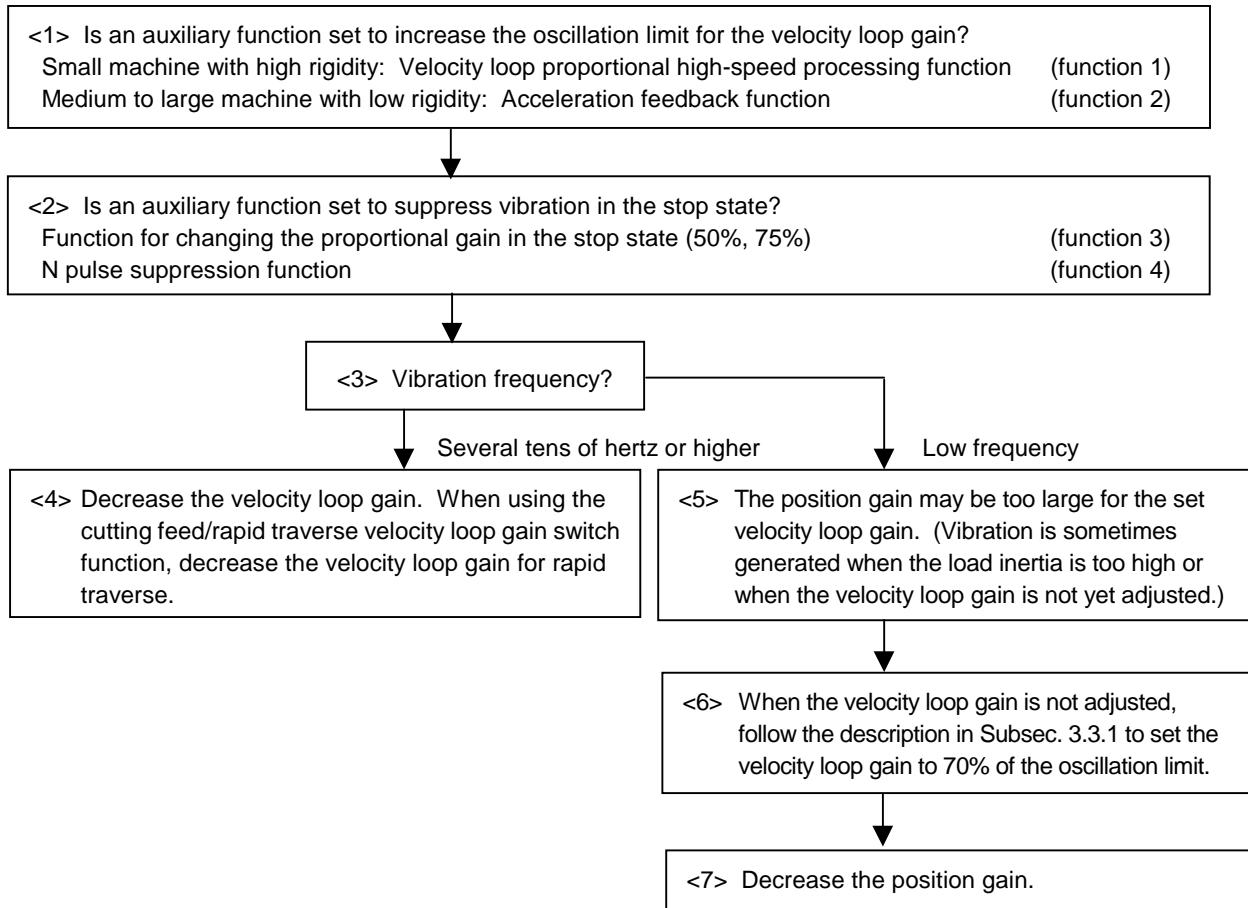 <1> Is an auxiliary function set to increase the oscillation limit for the velocity loop gain?
Small machine with high rigidity: Velocity loop proportional high-speed processing function (function 1)
Medium to large machine with low rigidity: Acceleration feedback function (function 2)
<2> Is an auxiliary function set to suppress vibration in the stop state?
Function for changing the proportional gain in the stop state (50%, 75%) (function 3)
N pulse suppression function (function 4)
<3> Vibration frequency?
Several tens of hertz or higher
Low frequency
<4> Decrease the velocity loop gain. When using the
cutting feed/rapid traverse velocity loop gain switch
function, decrease the velocity loop gain for rapid
traverse.
<5> The position gain may be too large for the set
velocity loop gain. (Vibration is sometimes
generated when the load inertia is too high or
when the velocity loop gain is not yet adjusted.)
<6> When the velocity loop gain is not adjusted,
follow the description in Subsec. 3.3.1 to set the
velocity loop gain to 70% of the oscillation limit.
<7> Decrease the position gain.